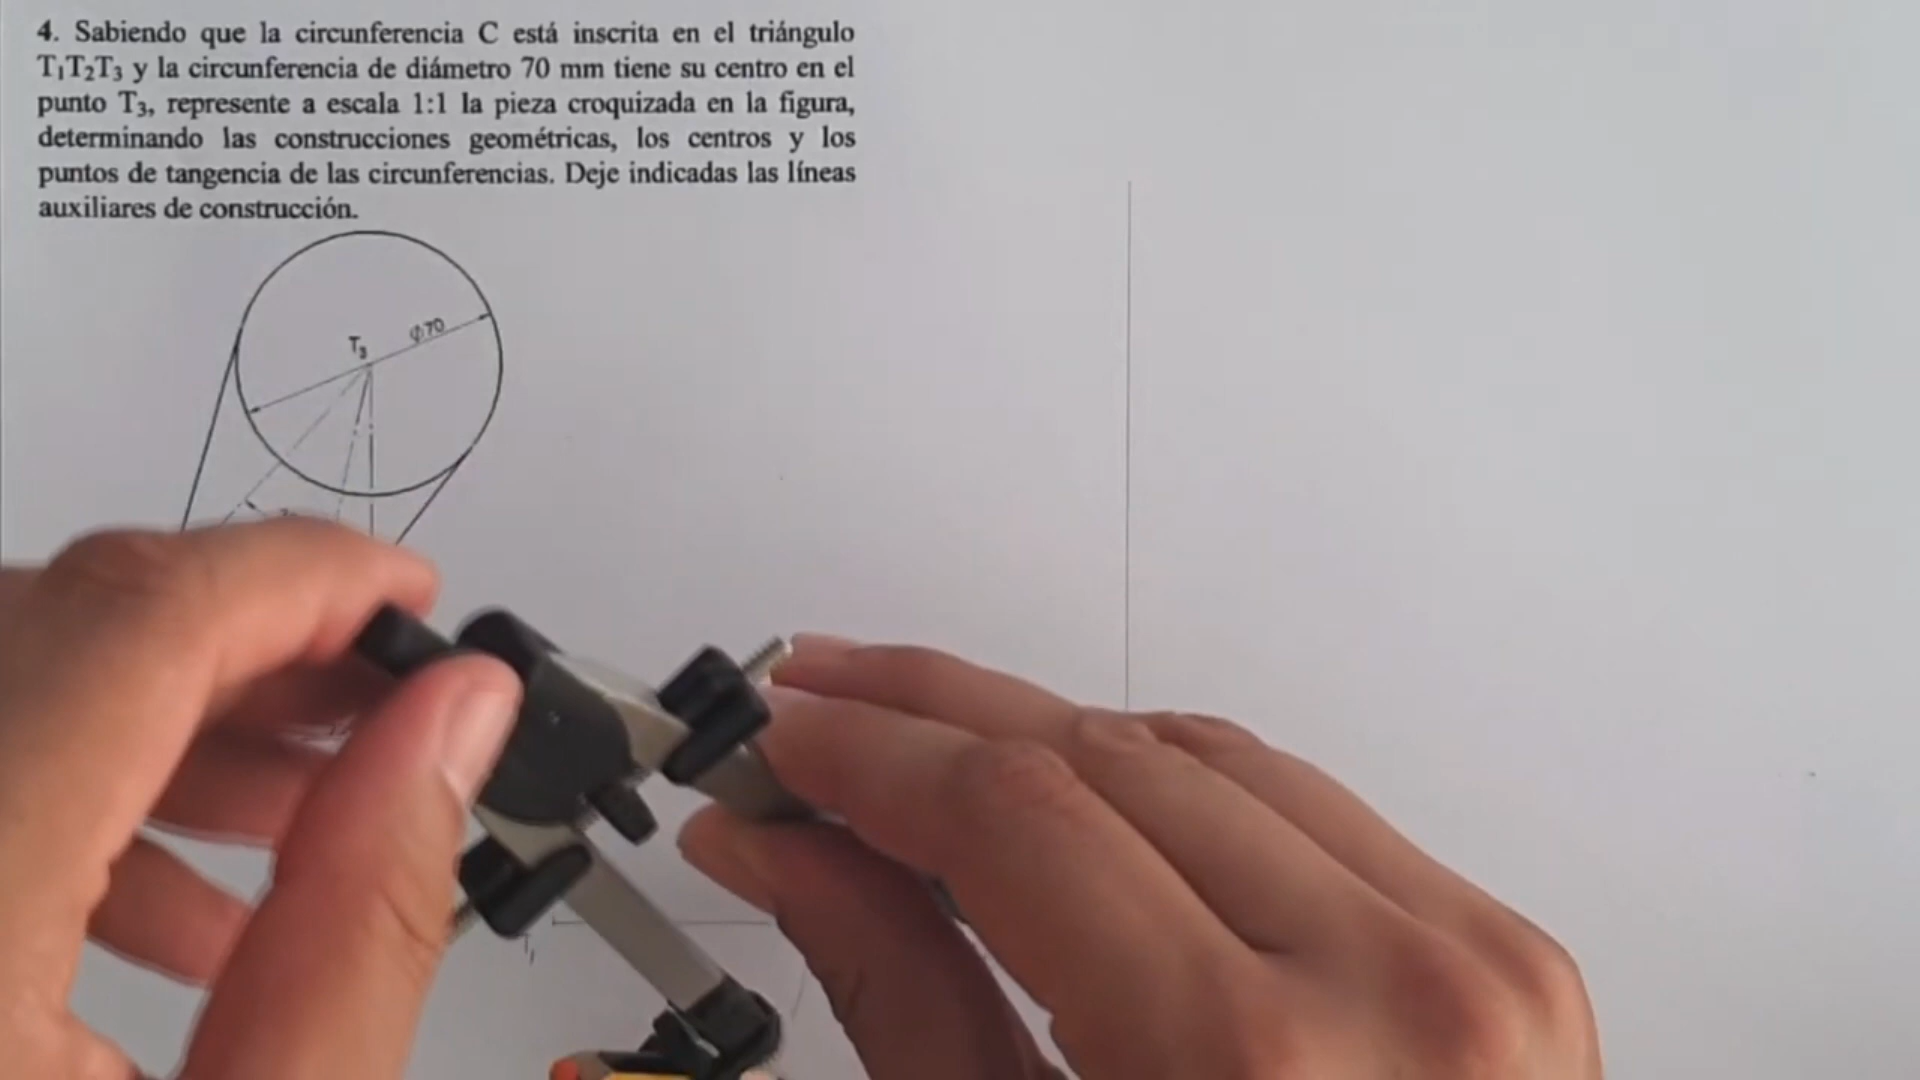 4. Sabiendo que la circunferencia C está inscrita en el triángulo
T₁T₂T₃ y la circunferencia de diámetro 70 mm tiene su centro en el
punto T₃, represente a escala 1:1 la pieza croquizada en la figura,
determinando las construcciones geométricas, los centros y los
puntos de tangencia de las circunferencias. Deje indicadas las líneas
auxiliares de construcción.
ϕ70
T₃
T₁